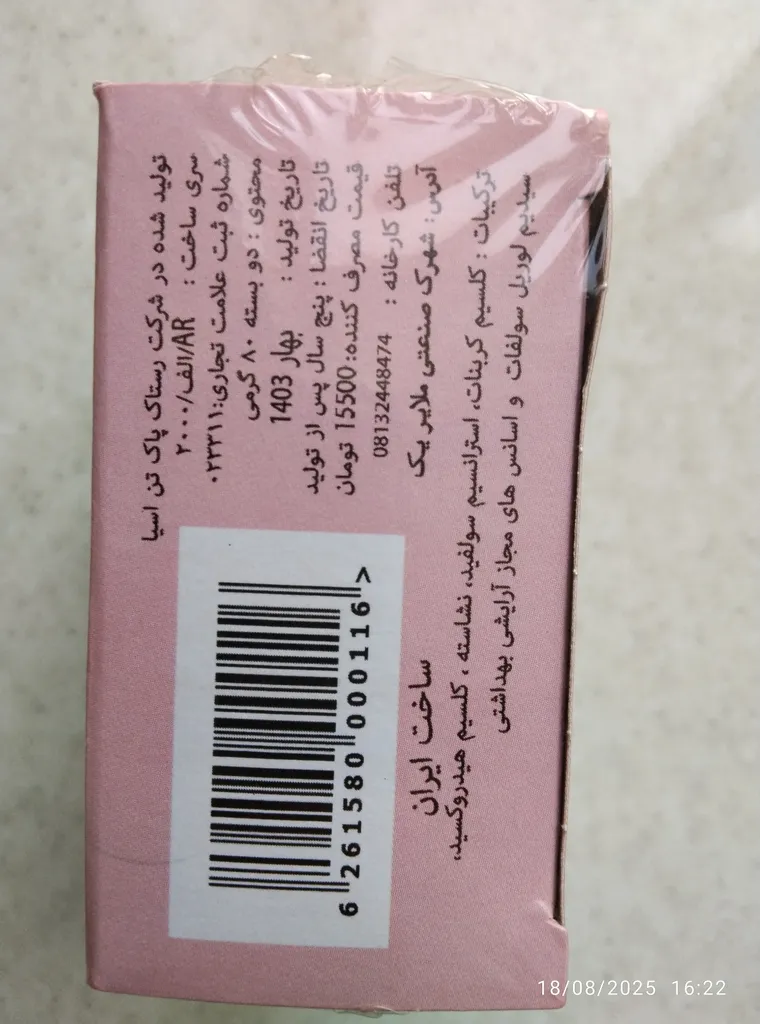 تولید شده در شرکت رستاک پاک تن اسیا
سری ساخت : AR/الف/۲۰۰۰
شماره ثبت علامت تجاری:۰۲۳۳۱۱
محتوی : دو بسته ۸۰ گرمی
تاریخ تولید : بهار 1403
تاریخ انقضا : پنج سال پس از تولید
قیمت مصرف کننده: 15500 تومان
تلفن کارخانه : 08132448474
آدرس: شهرک صنعتی ملایر یک
ترکیبات : کلسیم کربنات، استرانسیم سولفید، نشاسته ، کلسیم هیدروکسید،
سیدیم لوریل سولفات و اسانس های مجاز آرایشی بهداشتی
ساخت ایران
6 261580 000116 >
18/08/2025 16:22